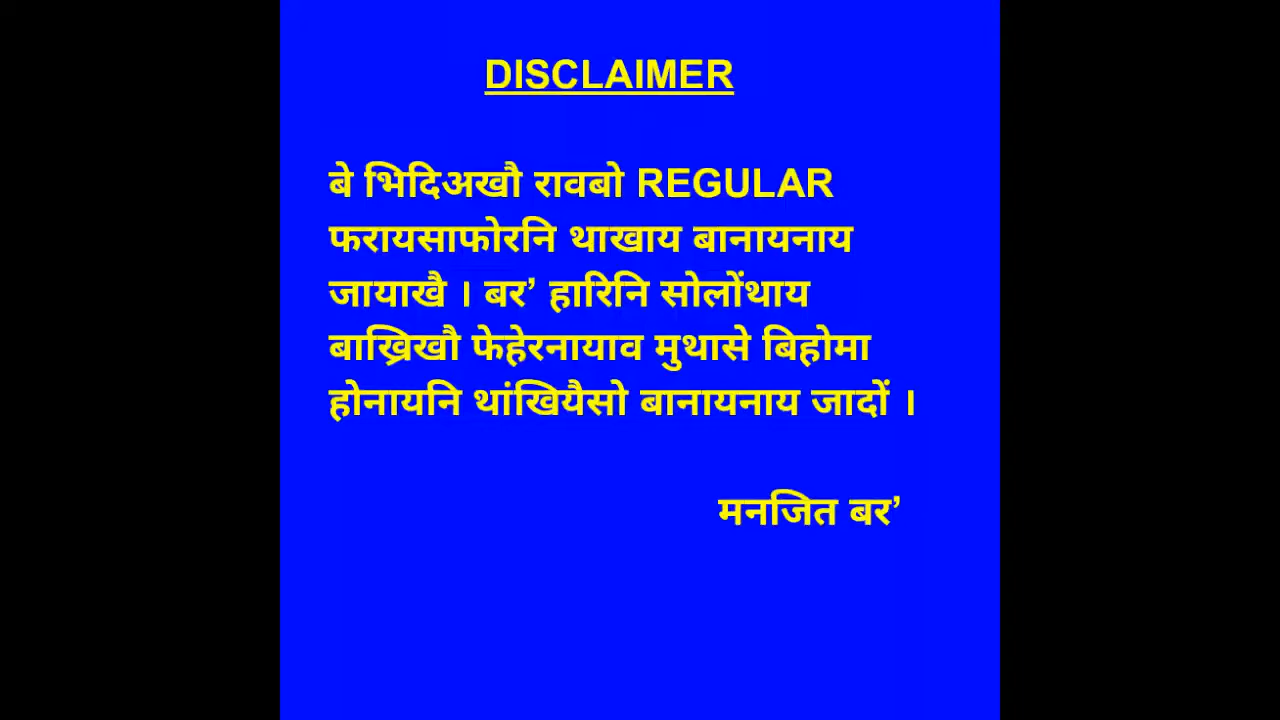 DISCLAIMER
बे भिदिअखौ रावबो REGULAR
फरायसाफोरनि थाखाय बानायनाय
जायाखै । बर’ हारिनि सोलोंथाय
बाख्रिखौ फेहेरनायाव मुथासे बिहोमा
होनायनि थांखियैसो बानायनाय जादों ।
मनजित बर’